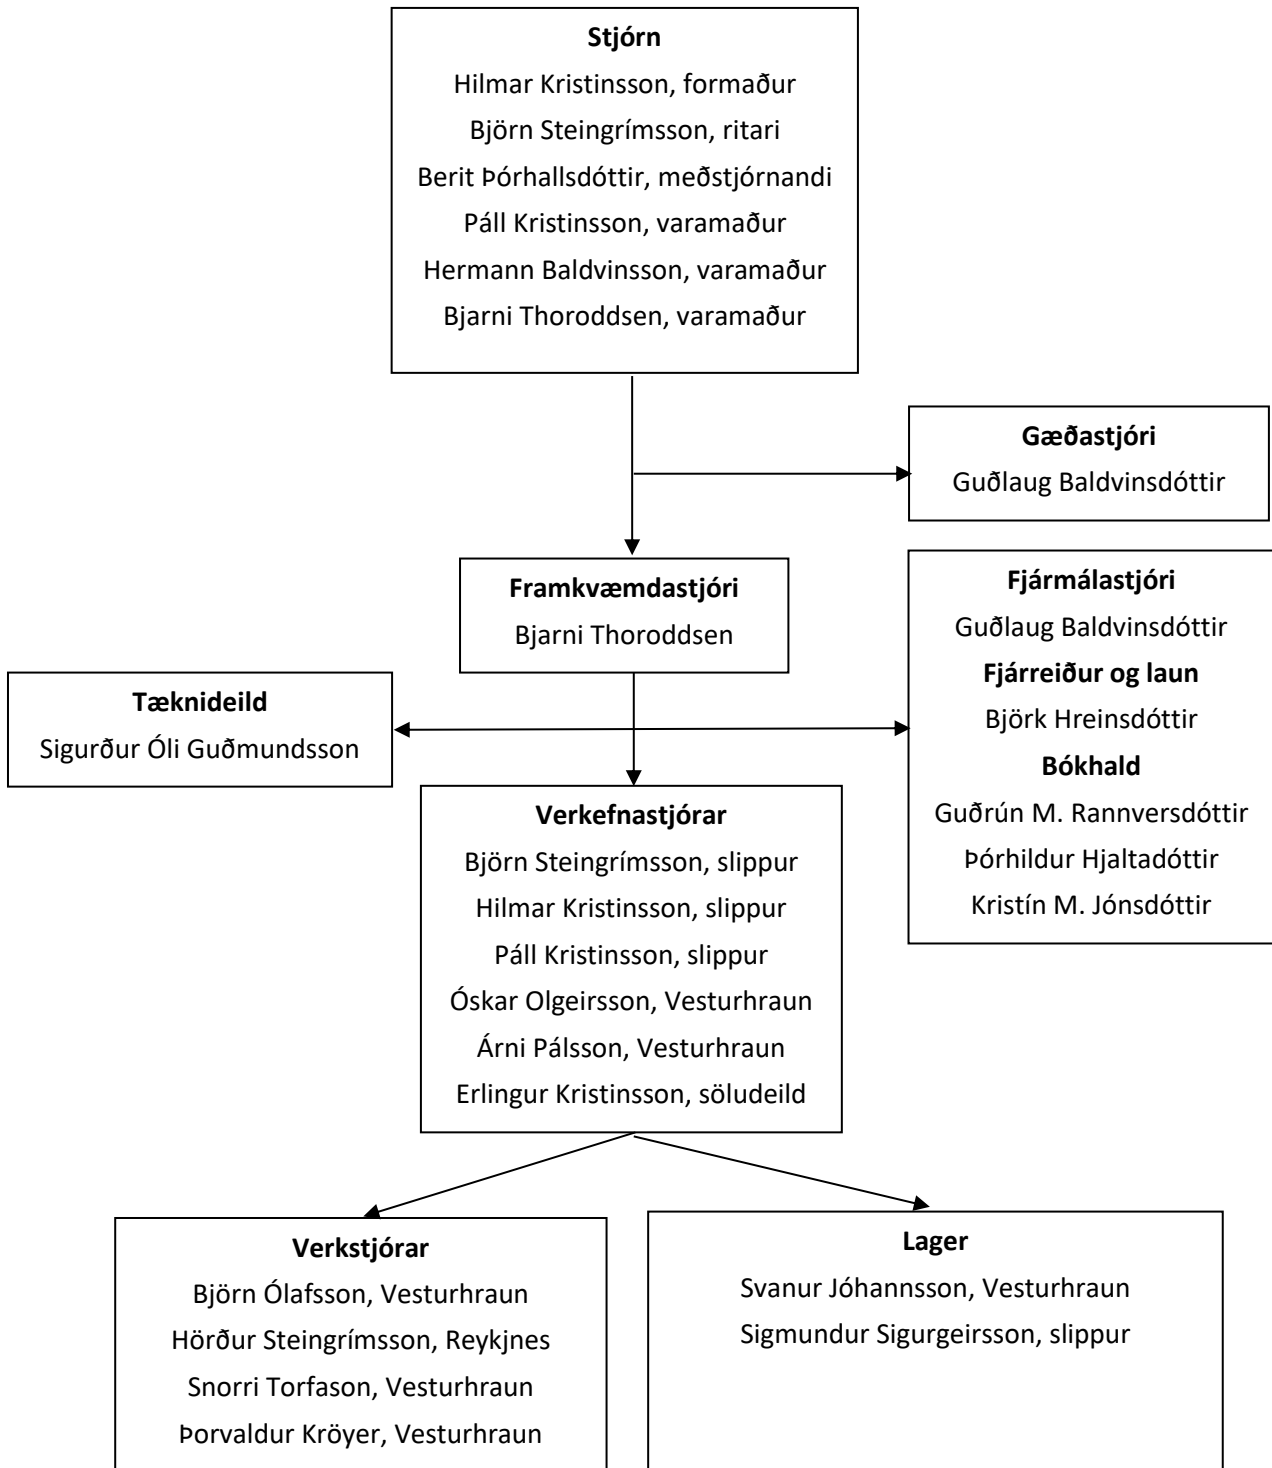 Stjórn
Hilmar Kristinsson, formaður
Björn Steingrímsson, ritari
Berit Þórhallsdóttir, meðstjórnandi
Páll Kristinsson, varamaður
Hermann Baldvinsson, varamaður
Bjarni Thoroddsen, varamaður
Gæðastjóri
Guðlaug Baldvinsdóttir
Framkvæmdastjóri
Bjarni Thoroddsen
Fjármálastjóri
Guðlaug Baldvinsdóttir
Fjárreiður og laun
Björk Hreinsdóttir
Bókhald
Guðrún M. Rannversdóttir
Þórhildur Hjaltadóttir
Kristín M. Jónsdóttir
Tæknideild
Sigurður Óli Guðmundsson
Verkefnastjórar
Björn Steingrímsson, slippur
Hilmar Kristinsson, slippur
Páll Kristinsson, slippur
Óskar Olgeirsson, Vesturhraun
Árni Pálsson, Vesturhraun
Erlingur Kristinsson, söludeild
Verkstjórar
Björn Ólafsson, Vesturhraun
Hörður Steingrímsson, Reykjnes
Snorri Torfason, Vesturhraun
Þorvaldur Kröyer, Vesturhraun
Lager
Svanur Jóhannsson, Vesturhraun
Sigmundur Sigurgeirsson, slippur